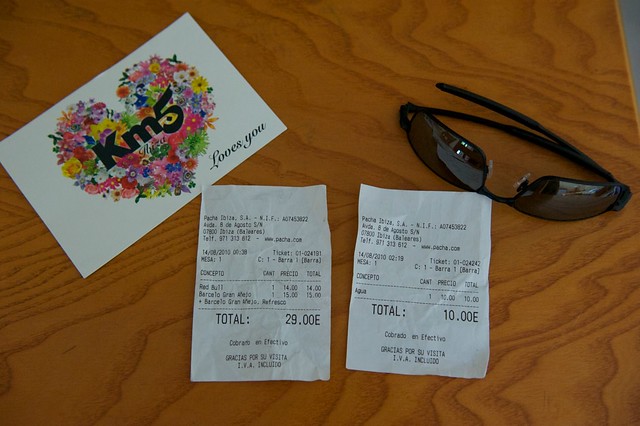 Km5
Ibiza
Loves you
Pacha Ibiza, S.A. - N.I.F.: A07453822
Avda. 8 de Agosto S/N
07800 Ibiza (Baleares)
Telf. 971 313 612 - www.pacha.com
14/08/2010 00:38 Ticket: 01-024191
MESA: 1 C: 1 - Barra 1 [Barra]
CONCEPTO CANT PRECIO TOTAL
Red Bull 1 14.00 14.00
Barcelo Gran Añejo 1 15.00 15.00
+ Barcelo Gran Añejo, Refresco
TOTAL: 29.00E
Cobrado en Efectivo
GRACIAS POR SU VISITA
I.V.A. INCLUIDO
Pacha Ibiza, S.A. - N.I.F.: A07453822
Avda. 8 de Agosto S/N
07800 Ibiza (Baleares)
Telf. 971 313 612 - www.pacha.com
14/08/2010 02:19 Ticket: 01-024242
MESA: 1 C: 1 - Barra 1 [Barra]
CONCEPTO CANT PRECIO TOTAL
Agua 1 10.00 10.00
TOTAL: 10.00E
Cobrado en Efectivo
GRACIAS POR SU VISITA
I.V.A. INCLUIDO